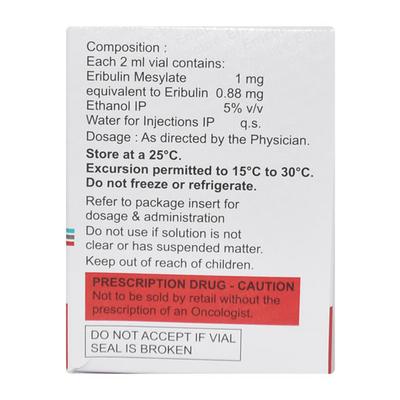 Composition :
Each 2 ml vial contains:
Eribulin Mesylate 1 mg
equivalent to Eribulin 0.88 mg
Ethanol IP 5% v/v
Water for Injections IP q.s.
Dosage : As directed by the Physician.
Store at a 25°C.
Excursion permitted to 15°C to 30°C.
Do not freeze or refrigerate.
Refer to package insert for
dosage & administration
Do not use if solution is not
clear or has suspended matter.
Keep out of reach of children.
PRESCRIPTION DRUG - CAUTION
Not to be sold by retail without the
prescription of an Oncologist.
DO NOT ACCEPT IF VIAL
SEAL IS BROKEN